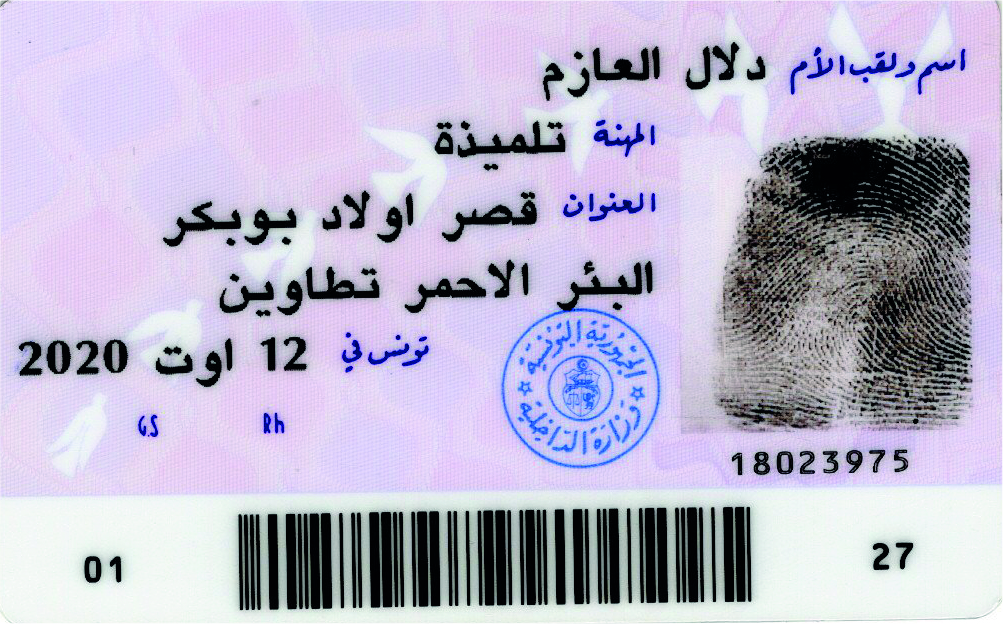 اسم ولقب الأم دلال العازم
المهنة تلميذة
العنوان قصر اولاد بوبكر
البئر الاحمر تطاوين
تونس في 12 اوت 2020
G.S Rh
الجمهورية التونسية
وزارة الداخلية
18023975
01 27